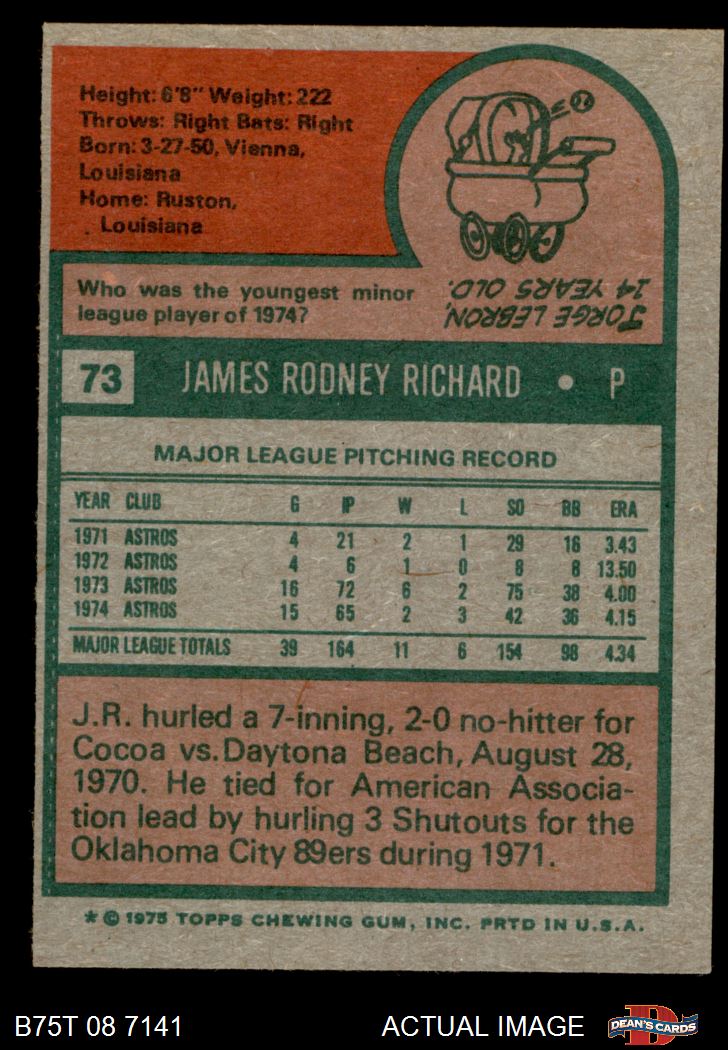 Height: 6'8" Weight: 222
Throws: Right Bats: Right
Born: 3-27-50, Vienna,
Louisiana
Home: Ruston,
Louisiana
Who was the youngest minor
league player of 1974?
JORGE LEBRON,
14 YEARS OLD.
73 JAMES RODNEY RICHARD • P
MAJOR LEAGUE PITCHING RECORD
YEAR CLUB G IP W L SO BB ERA
1971 ASTROS 4 21 2 1 29 16 3.43
1972 ASTROS 4 6 1 0 8 8 13.50
1973 ASTROS 16 72 6 2 75 38 4.00
1974 ASTROS 15 65 2 3 42 36 4.15
MAJOR LEAGUE TOTALS 39 164 11 6 154 98 4.34
J.R. hurled a 7-inning, 2-0 no-hitter for
Cocoa vs. Daytona Beach, August 28,
1970. He tied for American Associa-
tion lead by hurling 3 Shutouts for the
Oklahoma City 89ers during 1971.
* © 1975 TOPPS CHEWING GUM, INC. PRTD IN U.S.A.
B75T 08 7141 ACTUAL IMAGE
D
DEAN'S CARDS